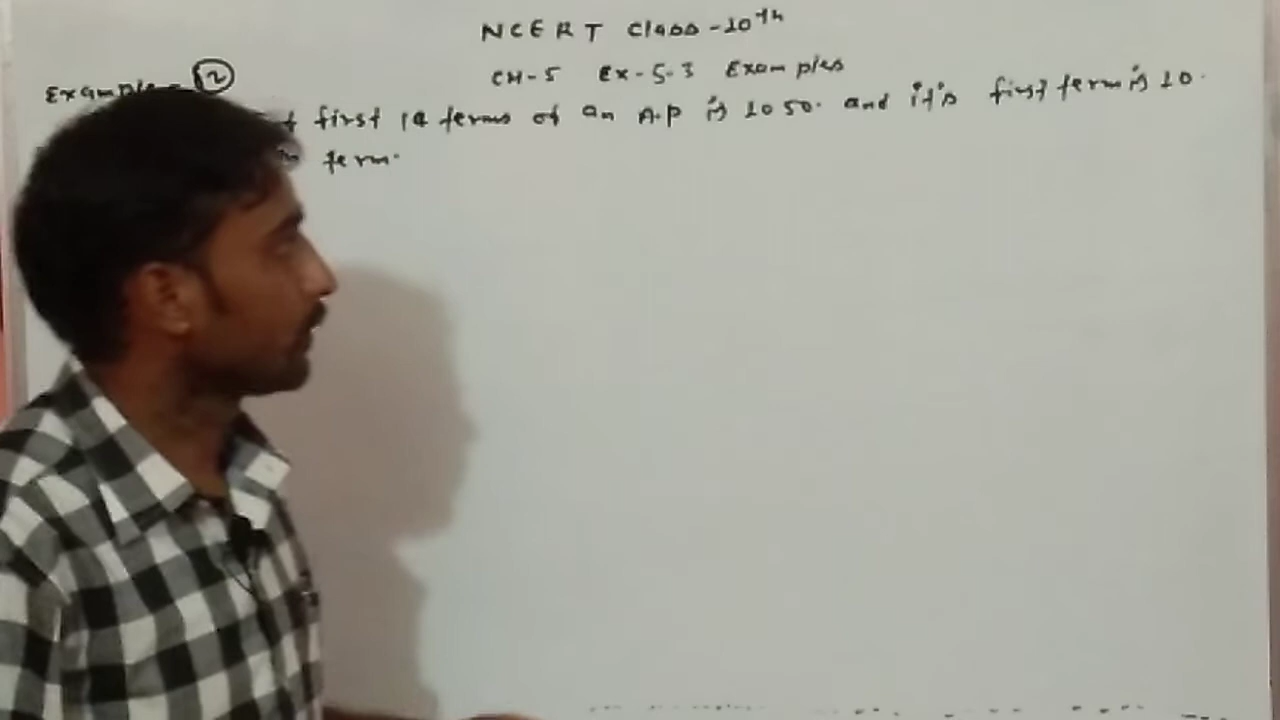 NCERT Class-10th
CH-5 Ex-5.3 Examples
Example- 2
first 14 terms of an A.P is 1050. and it's first term is 10.
term.